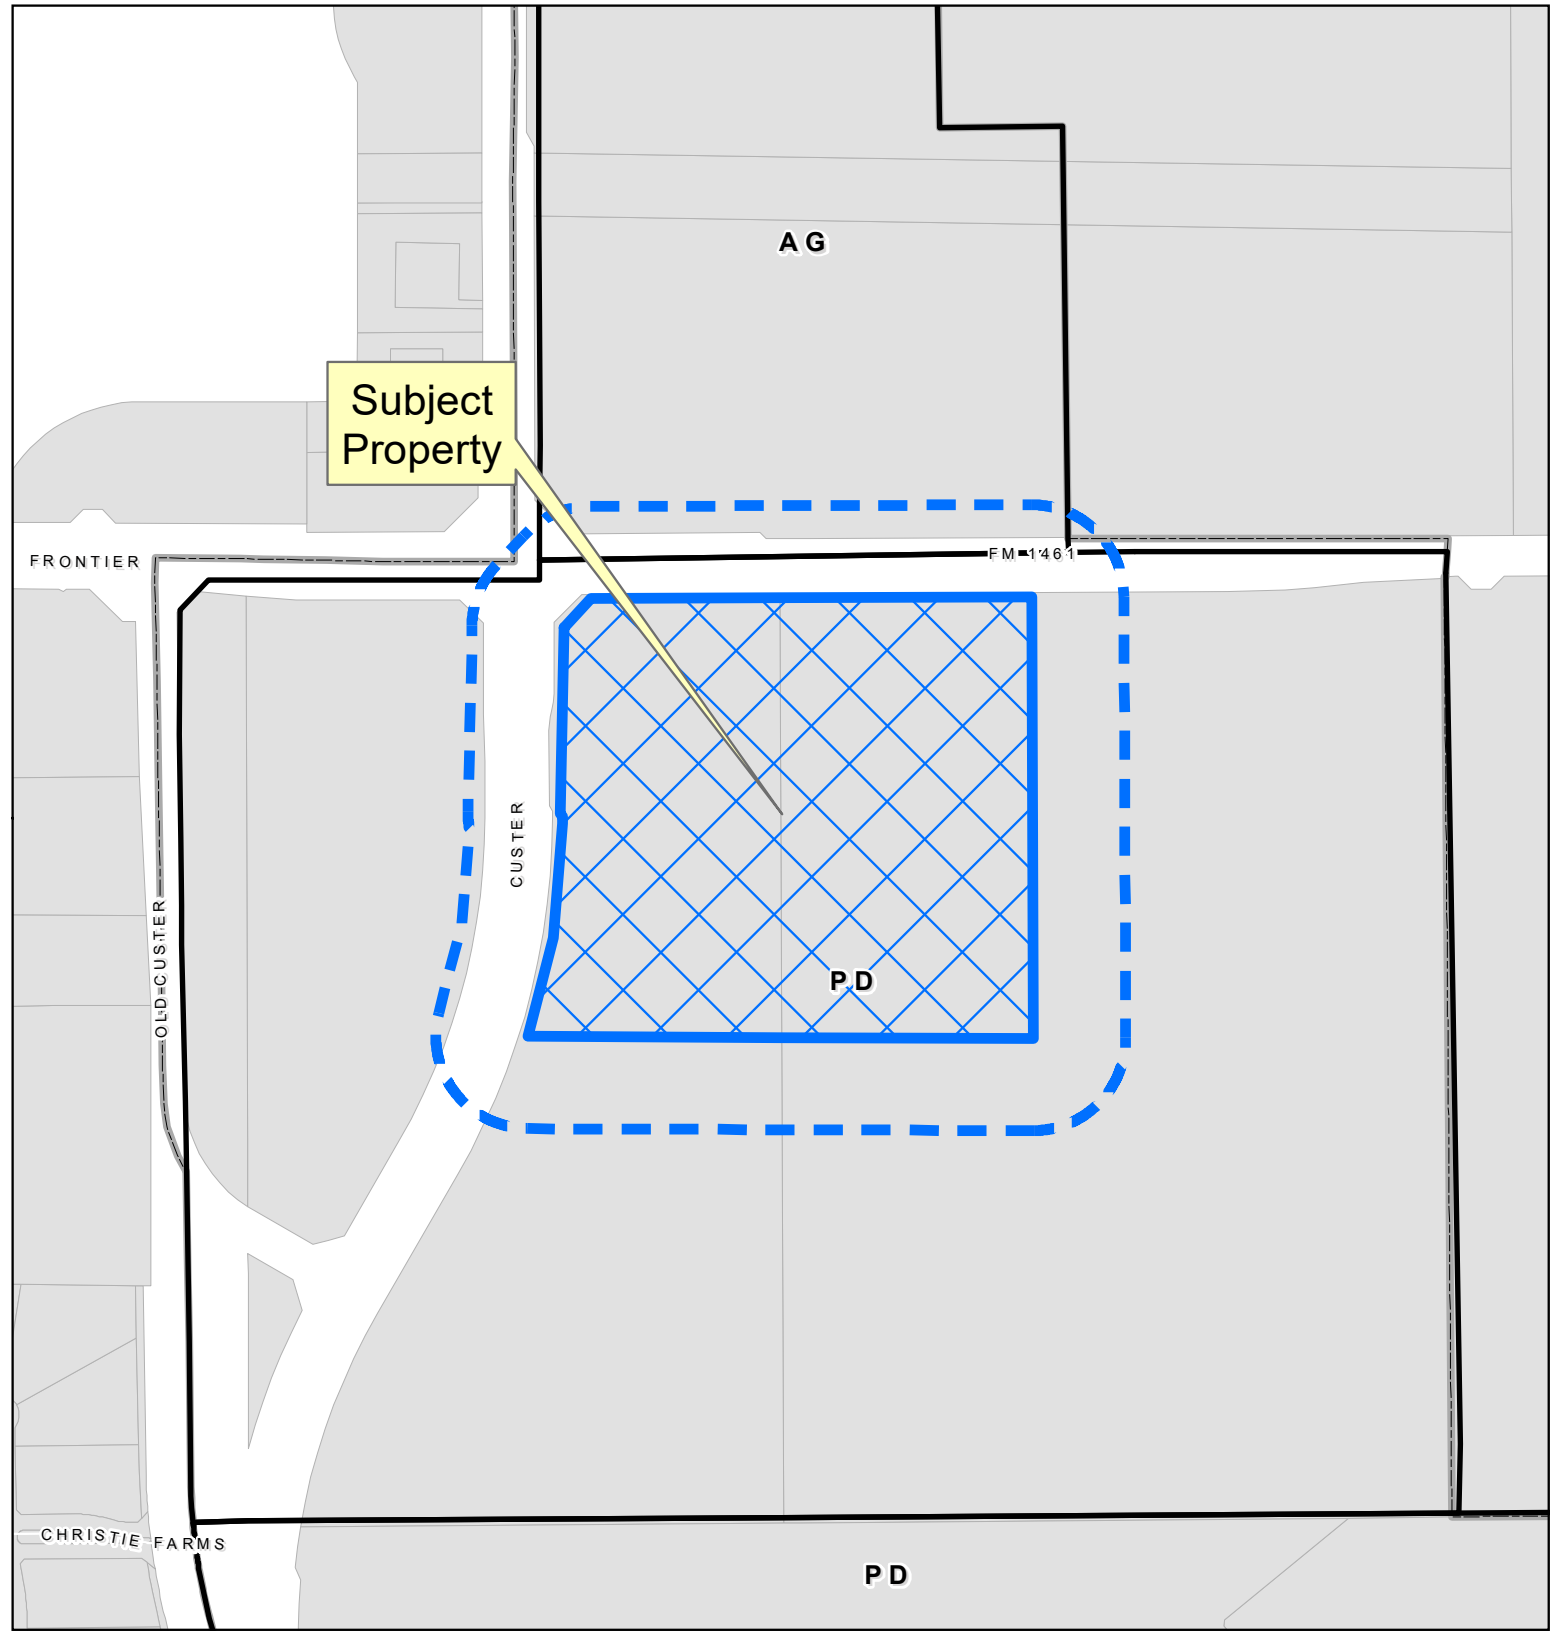 AG
Subject
Property
FRONTIER
FM 1461
CUSTER
OLD CUSTER
PD
CHRISTIE FARMS
PD